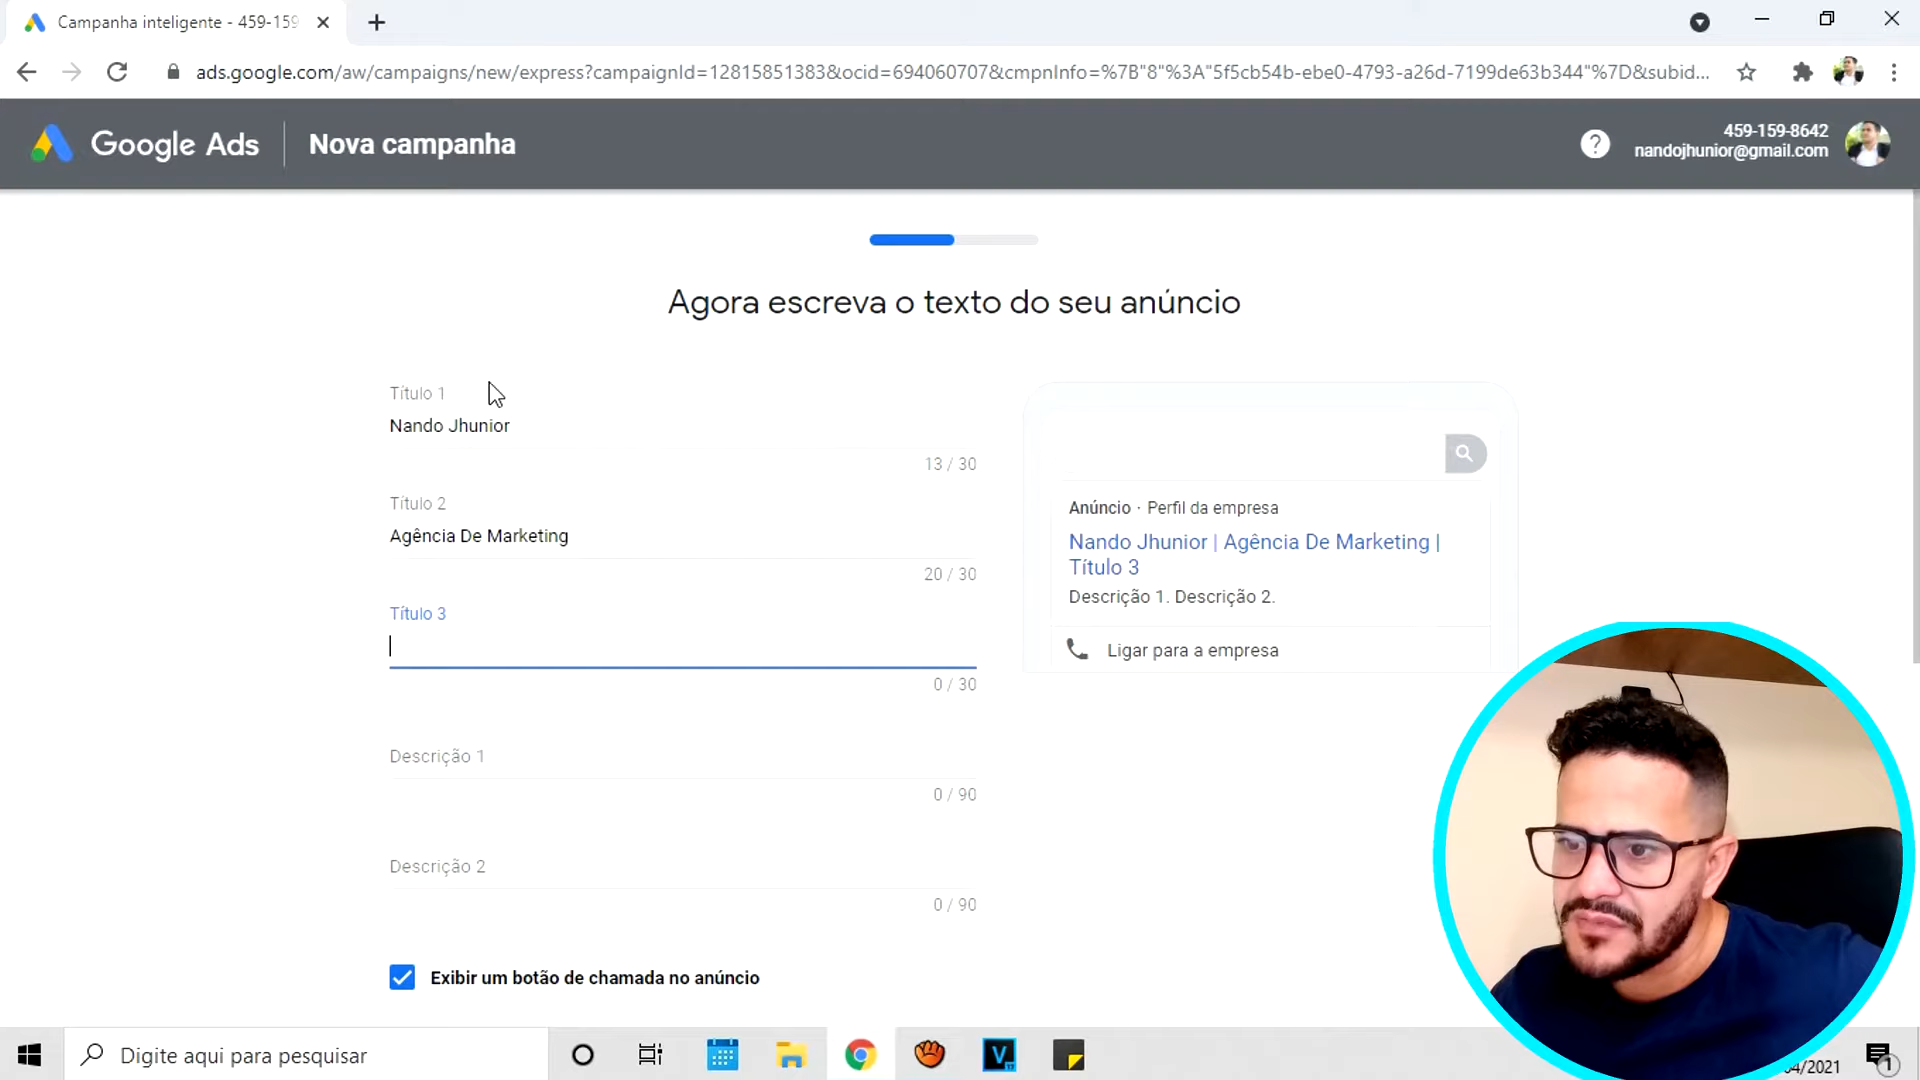 Campanha inteligente - 459-159
ads.google.com/aw/campaigns/new/express?campaignId=12815851383&ocid=694060707&cmpnInfo=%7B"8"%3A"5f5cb54b-ebe0-4793-a26d-7199de63b344"%7D&subid...
Google Ads
Nova campanha
459-159-8642
nandojhunior@gmail.com
Agora escreva o texto do seu anúncio
Título 1
Nando Jhunior
13 / 30
Título 2
Agência De Marketing
20 / 30
Título 3
0 / 30
Descrição 1
0 / 90
Descrição 2
0 / 90
Exibir um botão de chamada no anúncio
Anúncio · Perfil da empresa
Nando Jhunior | Agência De Marketing |
Título 3
Descrição 1. Descrição 2.
Ligar para a empresa
Digite aqui para pesquisar
V
17
04/2021
1